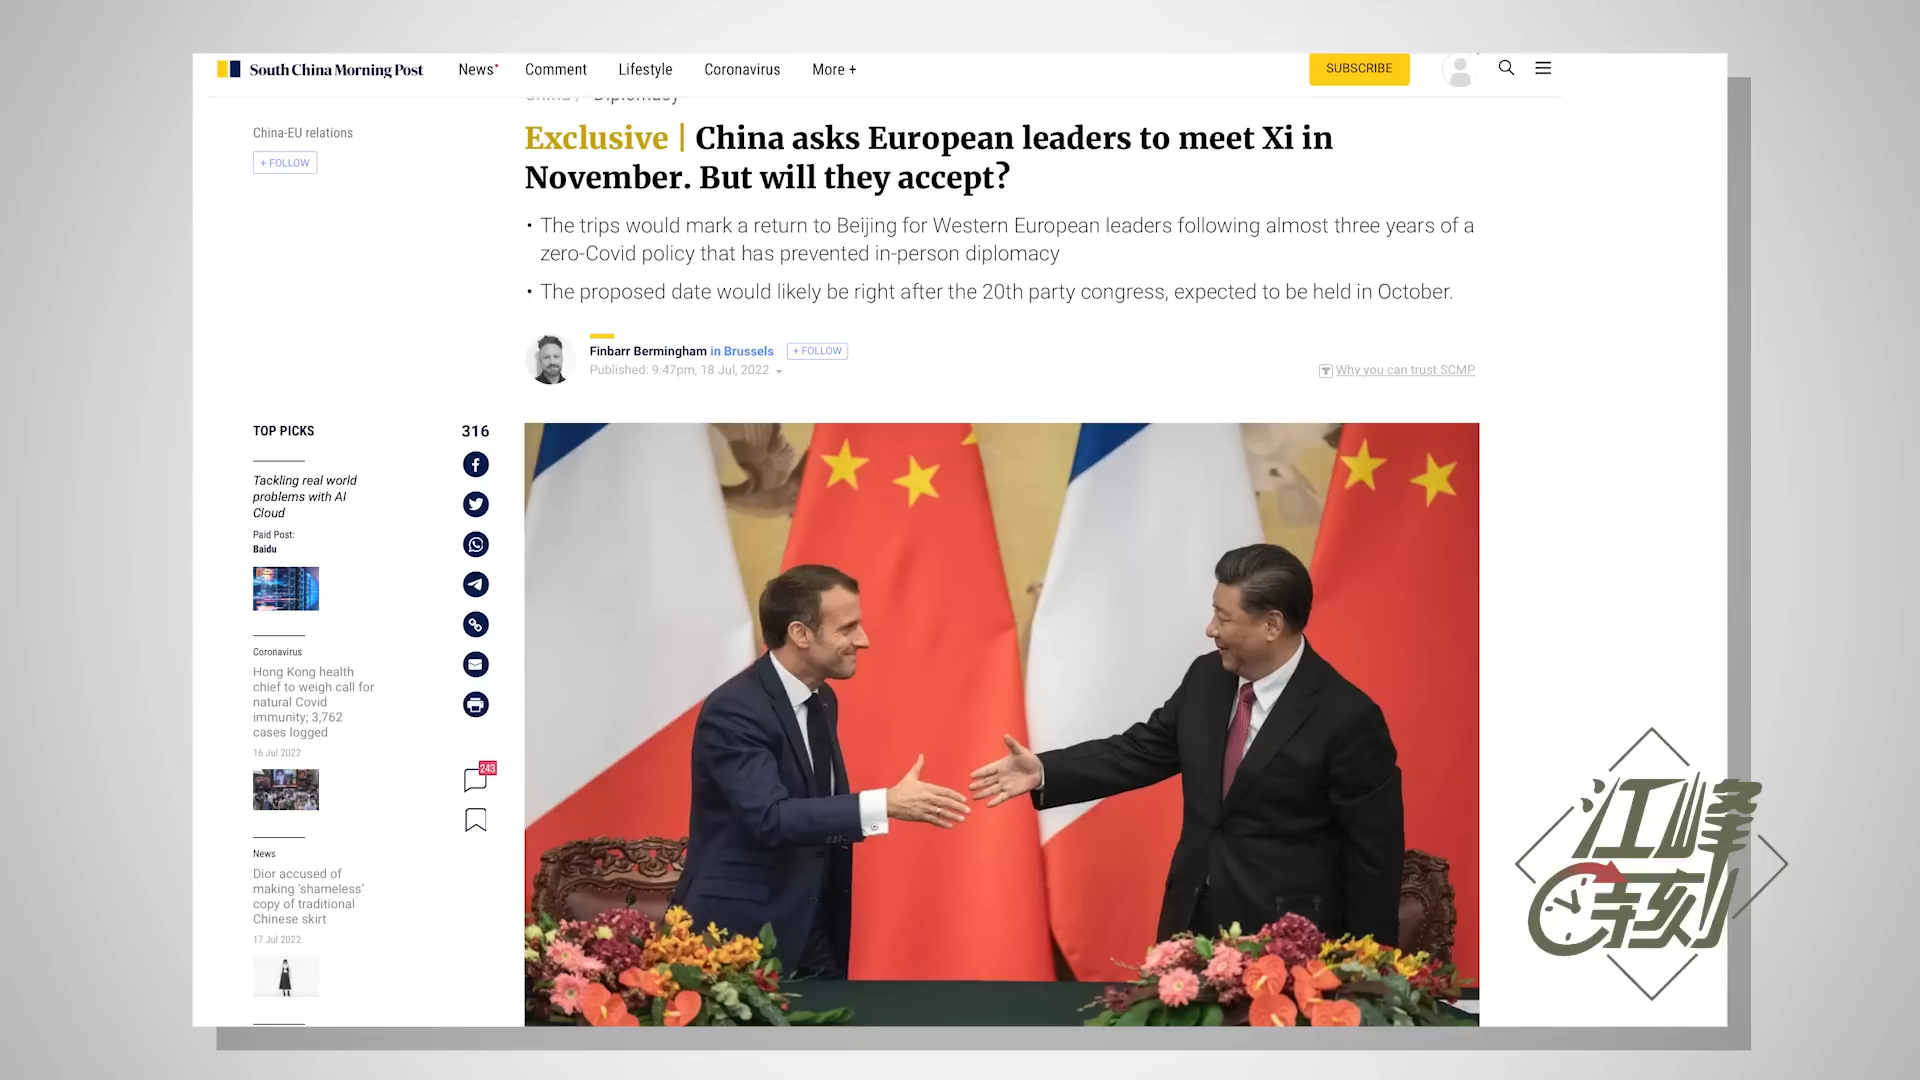 South China Morning Post
News
Comment
Lifestyle
Coronavirus
More +
SUBSCRIBE
China / Diplomacy
China-EU relations
+ FOLLOW
Exclusive | China asks European leaders to meet Xi in
November. But will they accept?
• The trips would mark a return to Beijing for Western European leaders following almost three years of a
zero-Covid policy that has prevented in-person diplomacy
• The proposed date would likely be right after the 20th party congress, expected to be held in October.
Finbarr Bermingham in Brussels
+ FOLLOW
Published: 9:47pm, 18 Jul, 2022
Why you can trust SCMP
TOP PICKS
316
Tackling real world
problems with AI
Cloud
Paid Post:
Baidu
Coronavirus
Hong Kong health
chief to weigh call for
natural Covid
immunity; 3,762
cases logged
16 Jul 2022
243
News
Dior accused of
making ‘shameless’
copy of traditional
Chinese skirt
17 Jul 2022
江峰
时刻